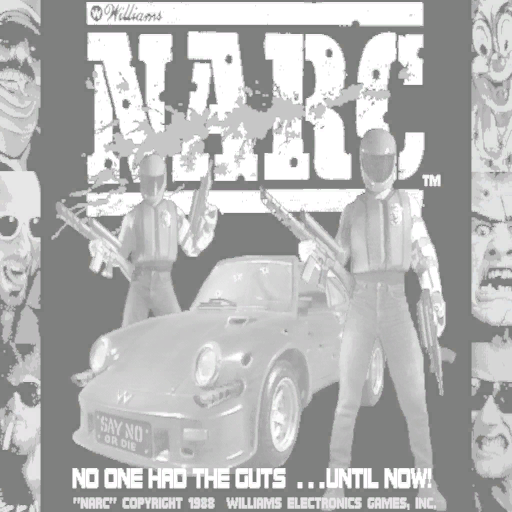 Williams
NARC
TM
SAY NO
OR DIE
NO ONE HAD THE GUTS ...UNTIL NOW!
"NARC" COPYRIGHT 1988 WILLIAMS ELECTRONICS GAMES, INC.